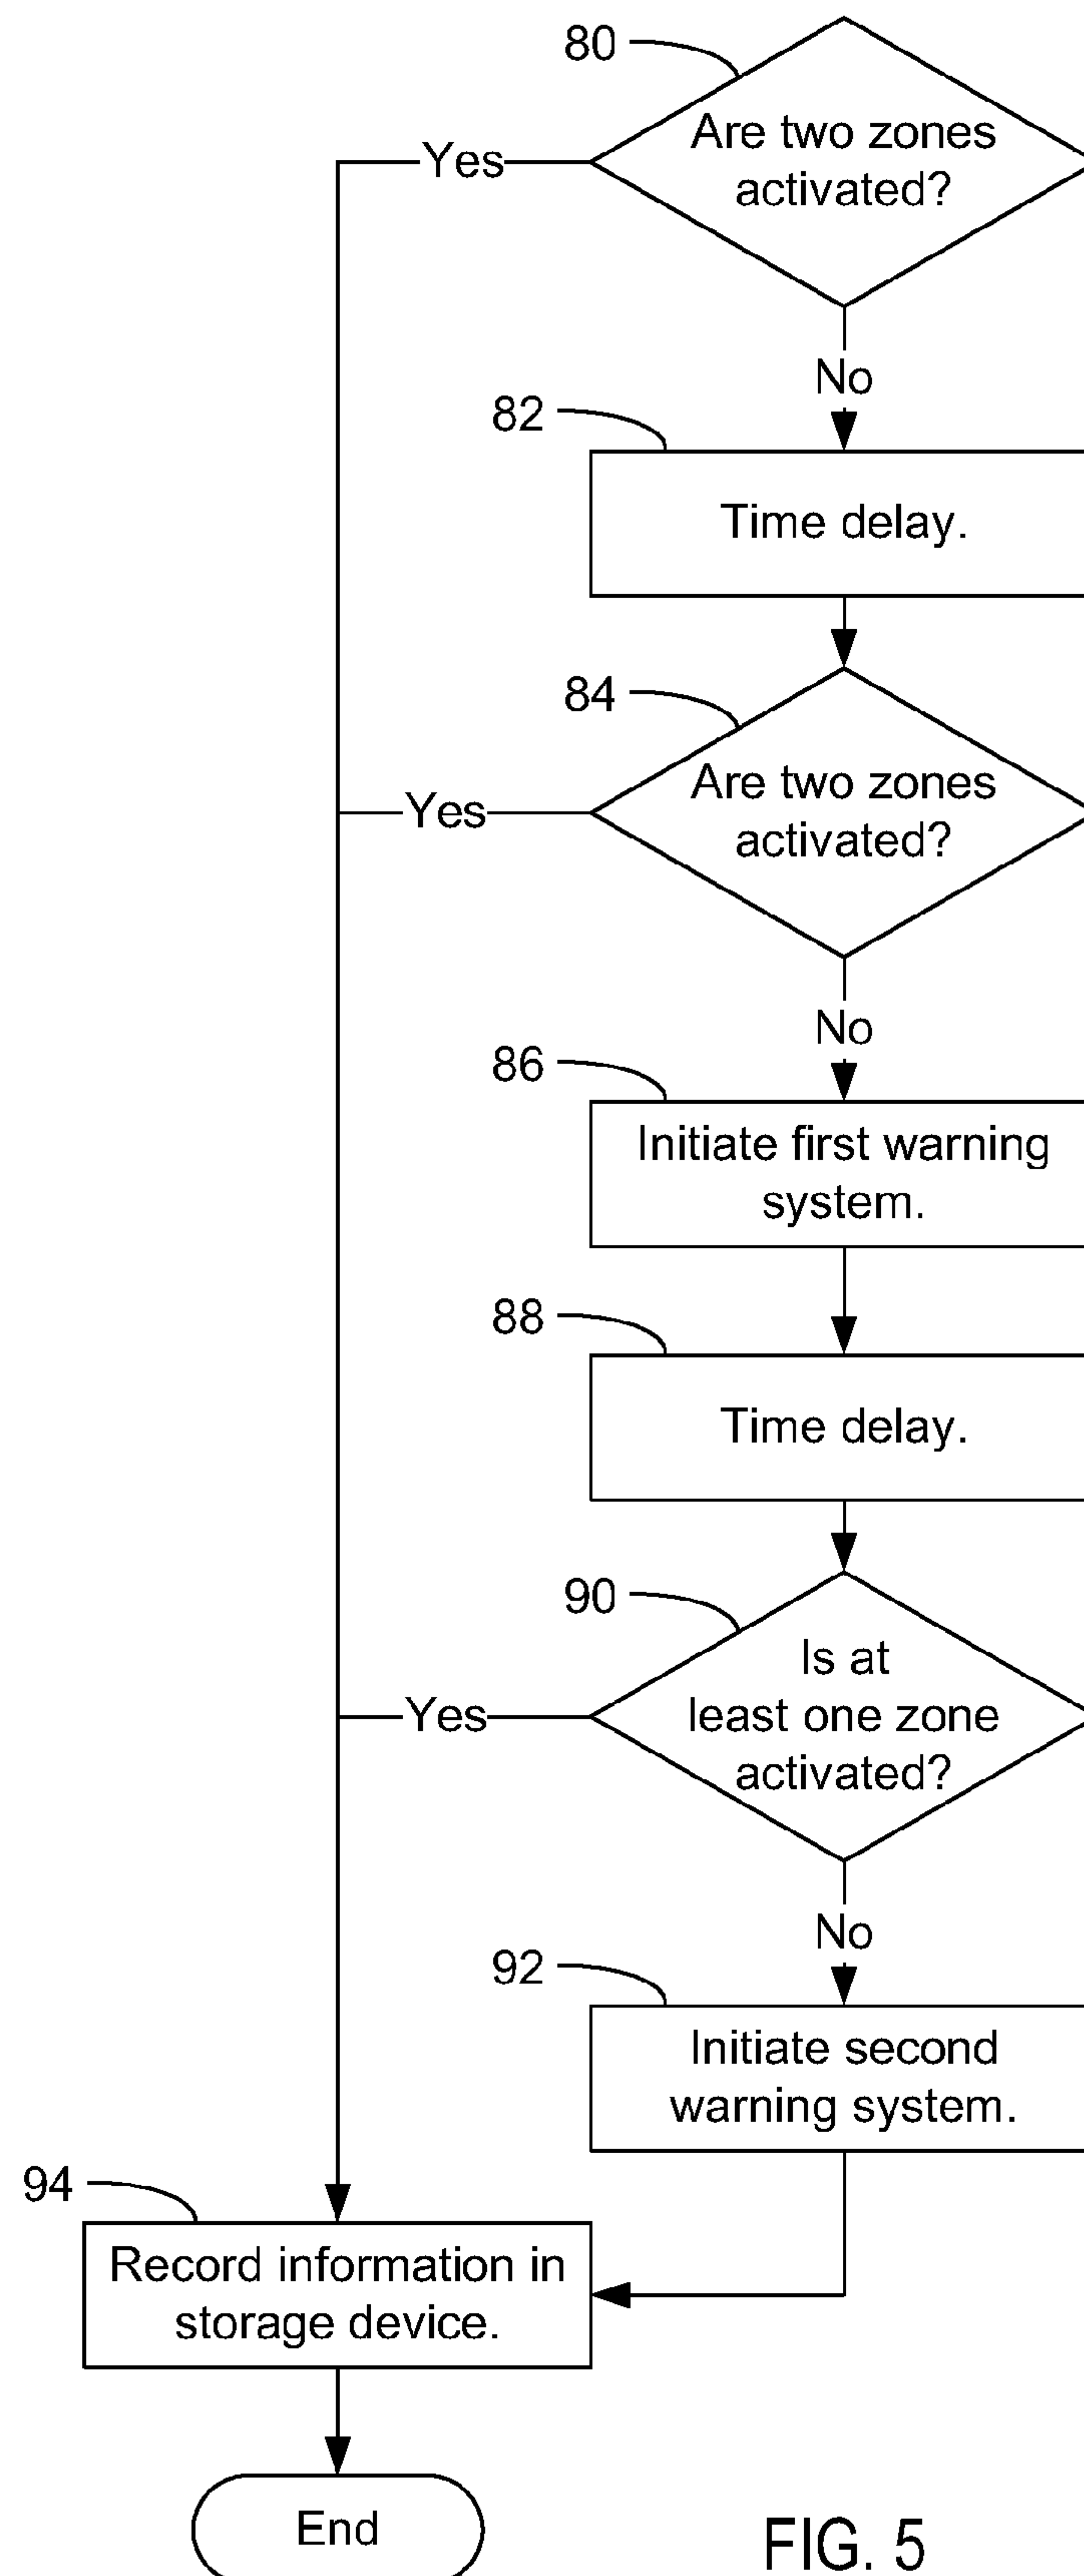 80
Are two zones
activated?
Yes
No
82
Time delay.
84
Are two zones
activated?
Yes
No
86
Initiate first warning
system.
88
Time delay.
90
Is at
least one zone
activated?
Yes
No
92
Initiate second
warning system.
94
Record information in
storage device.
End
FIG. 5